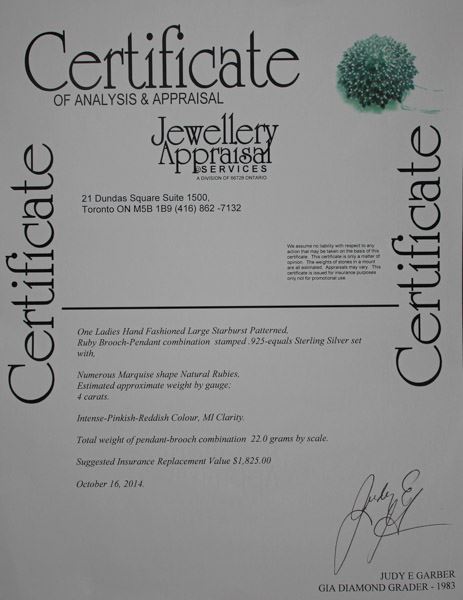 Certificate
OF ANALYSIS & APPRAISAL
Jewellery
Appraisal
SERVICES
A DIVISION OF 66729 ONTARIO
21 Dundas Square Suite 1500,
Toronto ON M5B 1B9 (416) 862 -7132
Certificate
Certificate
We assume no liability with respect to any
action that may be taken on the basis of this
certificate. This certificate is only a matter of
opinion. The weights of stones in a mount
are all estimated. Appraisals may vary. This
certificate is issued for insurance purposes
only not for promotional use.
One Ladies Hand Fashioned Large Starburst Patterned,
Ruby Brooch-Pendant combination stamped .925-equals Sterling Silver set
with,
Numerous Marquise shape Natural Rubies,
Estimated approximate weight by gauge;
4 carats.
Intense-Pinkish-Reddish Colour, MI Clarity.
Total weight of pendant-brooch combination 22.0 grams by scale.
Suggested Insurance Replacement Value $1,825.00
October 16, 2014.
Judy E
JUDY E GARBER
GIA DIAMOND GRADER - 1983